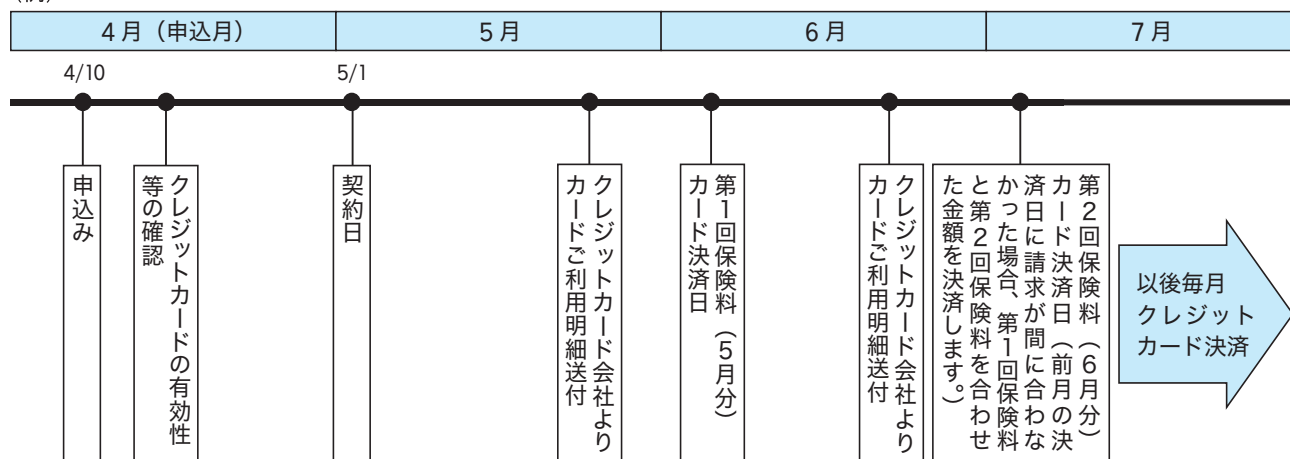 ４月（申込月）
５月
６月
７月
4/10
5/1
申込み
クレジットカードの有効性
等の確認
契約日
クレジットカード会社より
カードご利用明細送付
第１回保険料（５月分）
カード決済日
クレジットカード会社より
カードご利用明細送付
第２回保険料（６月分）
カード決済日（前月の決
済日に請求が間に合わな
かった場合、第１回保険料
と第２回保険料を合わせ
た金額を決済します。）
以後毎月
クレジット
カード決済